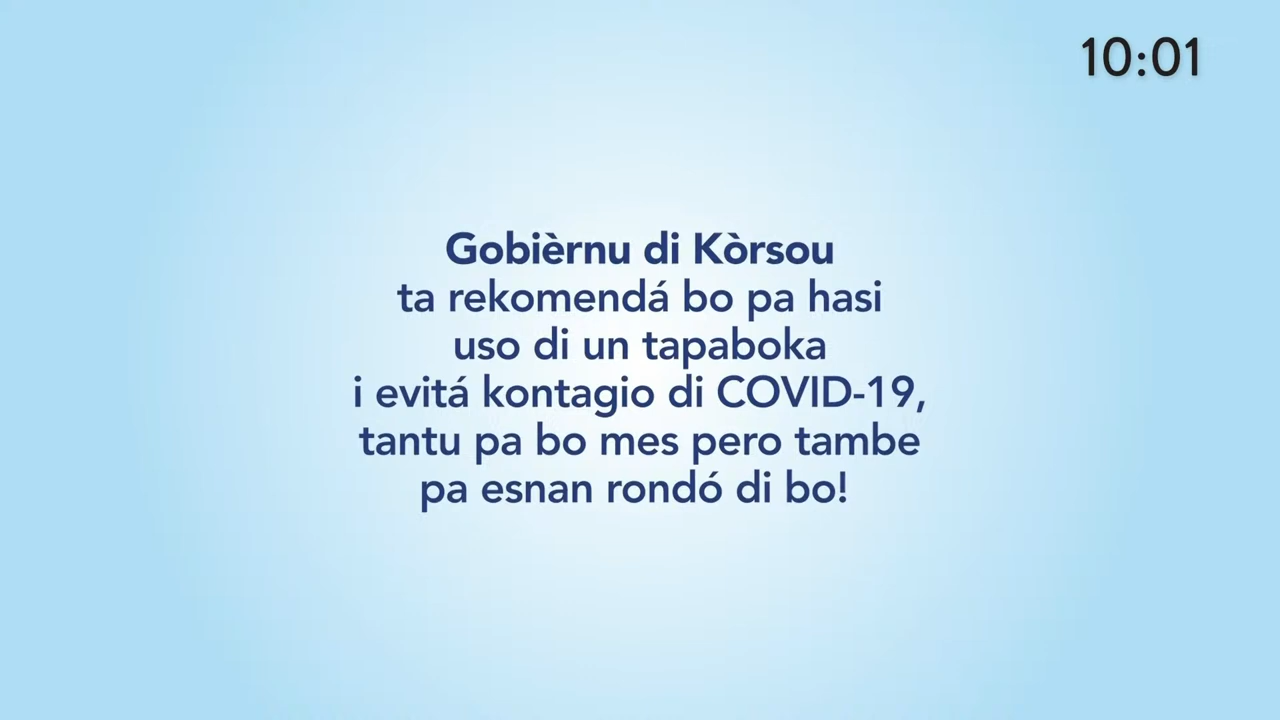 10:01
Gobièrnu di Kòrsou
ta rekomendá bo pa hasi
uso di un tapaboka
i evitá kontagio di COVID-19,
tantu pa bo mes pero tambe
pa esnan rondó di bo!